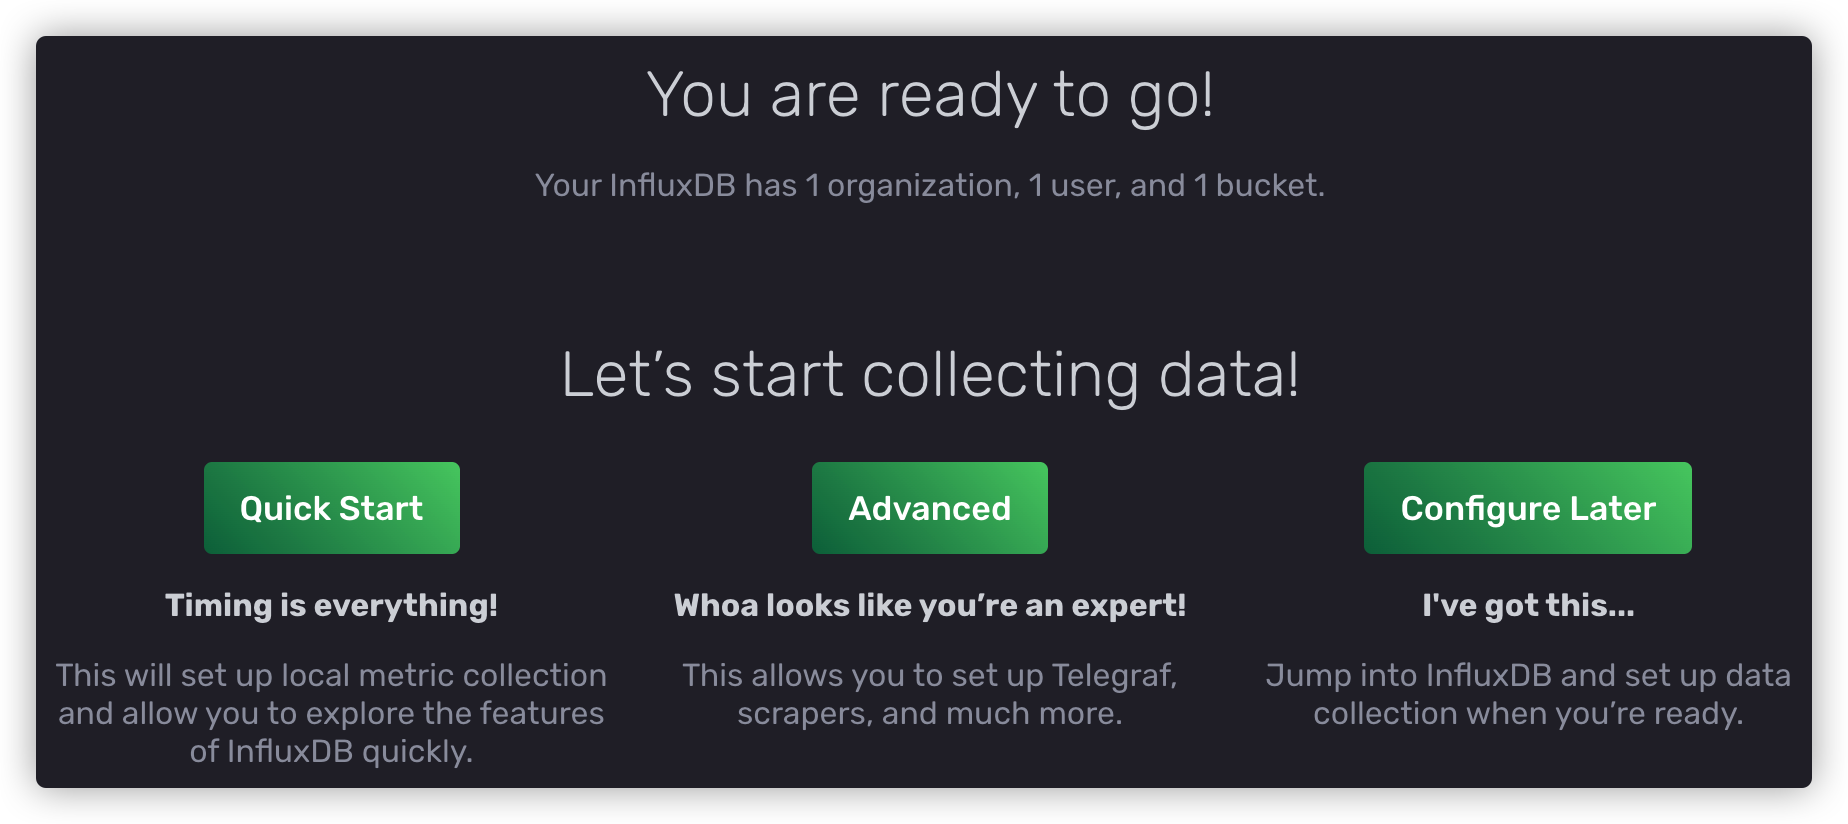 You are ready to go!
Your InfluxDB has 1 organization, 1 user, and 1 bucket.
Let’s start collecting data!
Quick Start
Timing is everything!
This will set up local metric collection
and allow you to explore the features
of InfluxDB quickly.
Advanced
Whoa looks like you’re an expert!
This allows you to set up Telegraf,
scrapers, and much more.
Configure Later
I've got this...
Jump into InfluxDB and set up data
collection when you’re ready.